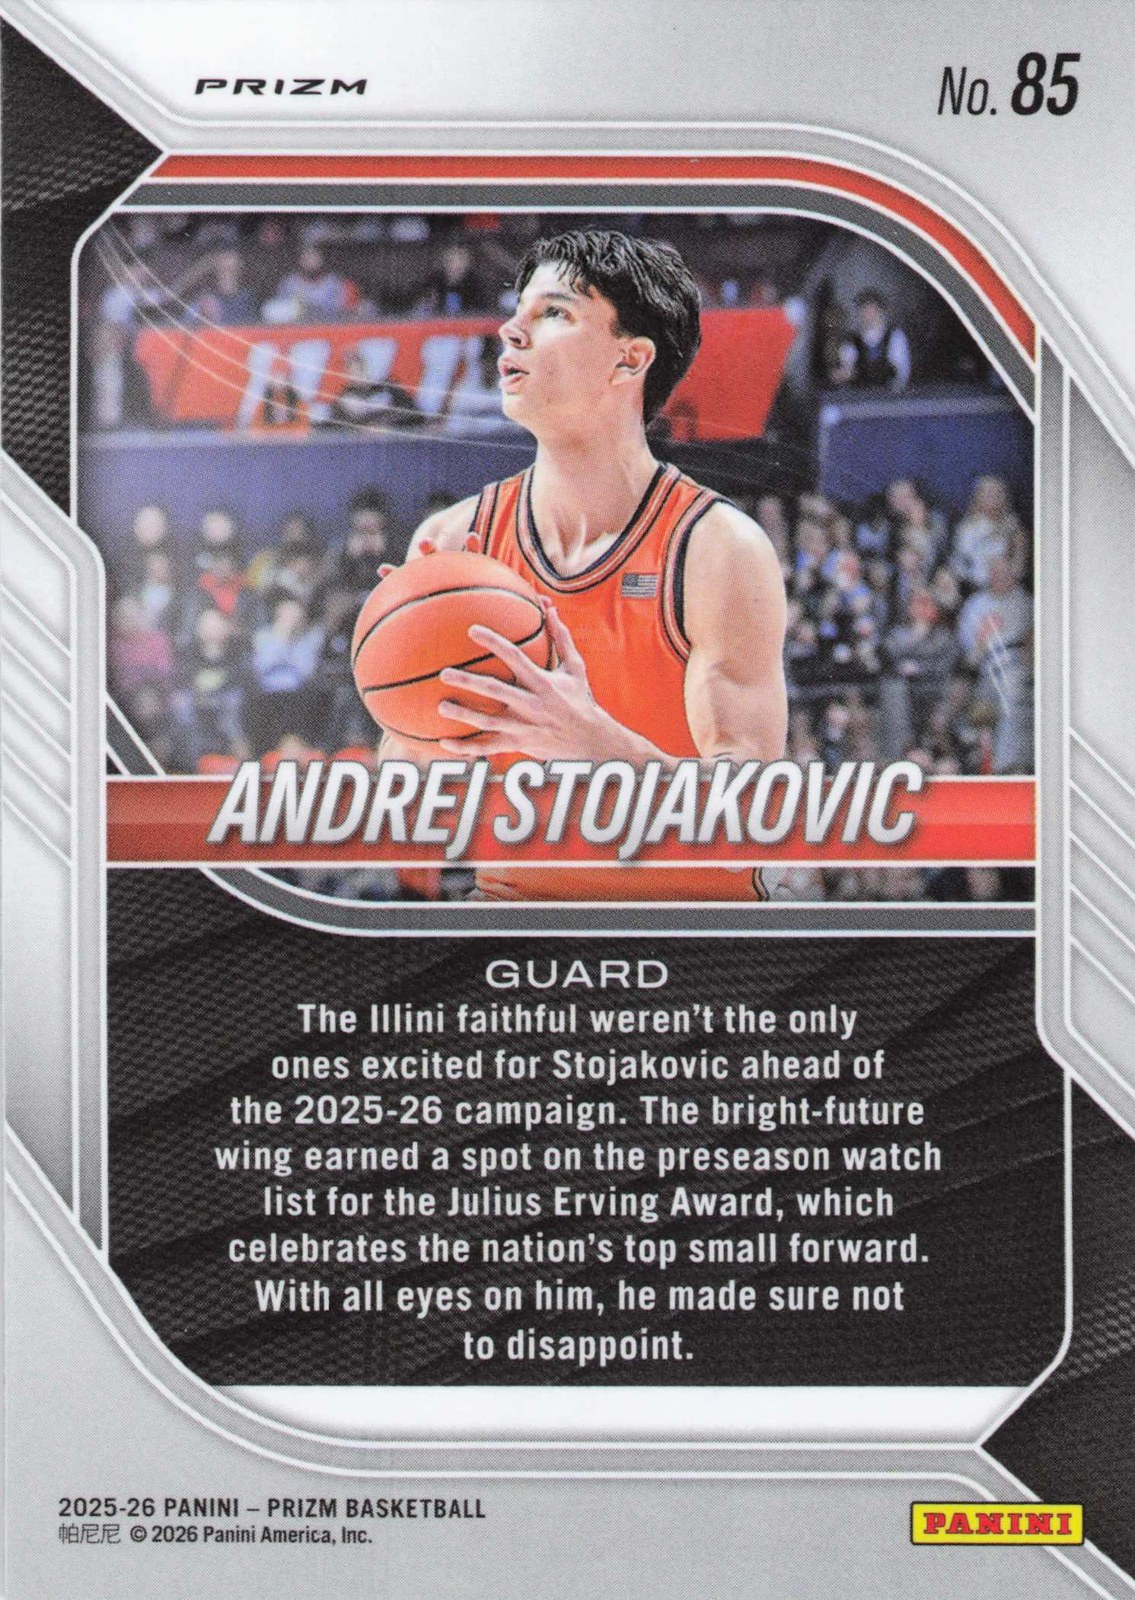 PRIZM
No. 85
ANDREJ STOJAKOVIC
GUARD
The Illini faithful weren't the only
ones excited for Stojakovic ahead of
the 2025-26 campaign. The bright-future
wing earned a spot on the preseason watch
list for the Julius Erving Award, which
celebrates the nation's top small forward.
With all eyes on him, he made sure not
to disappoint.
2025-26 PANINI – PRIZM BASKETBALL
帕尼尼 © 2026 Panini America, Inc.
PANINI